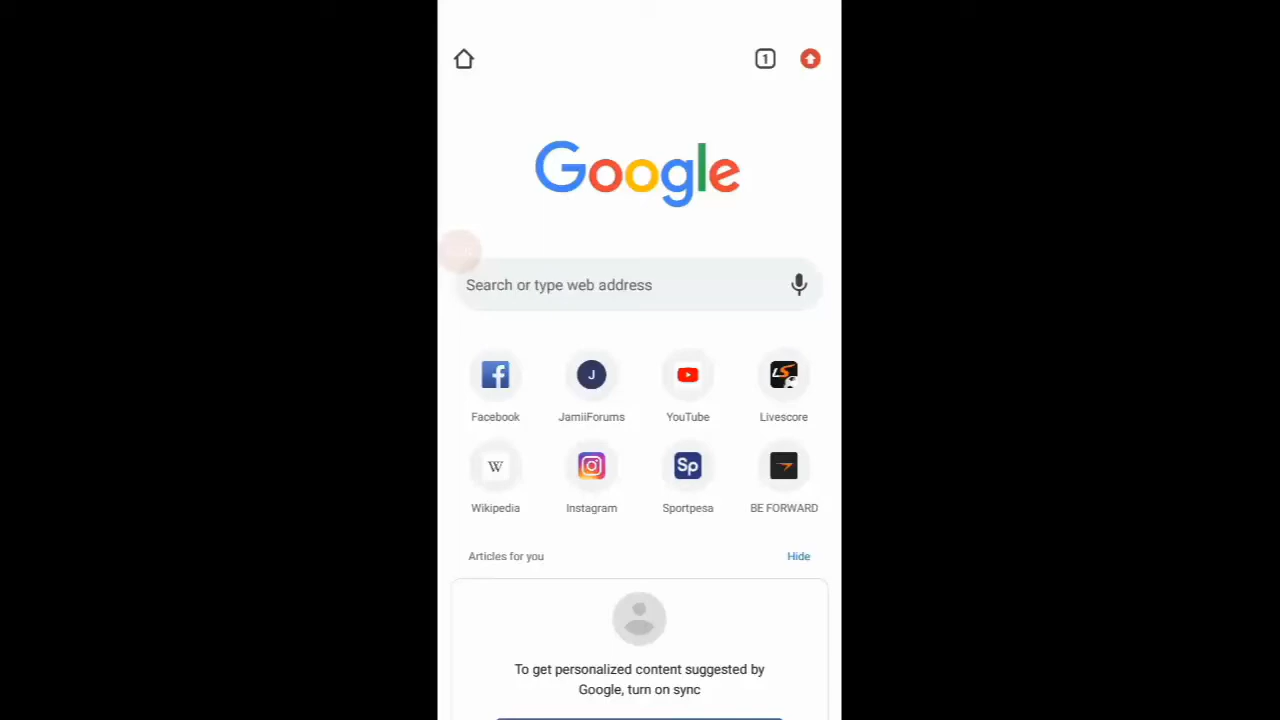 1
Google
Search or type web address
J
Facebook JamiiForums YouTube Livescore
W Sp
Wikipedia Instagram Sportpesa BE FORWARD
Articles for you Hide
To get personalized content suggested by
Google, turn on sync